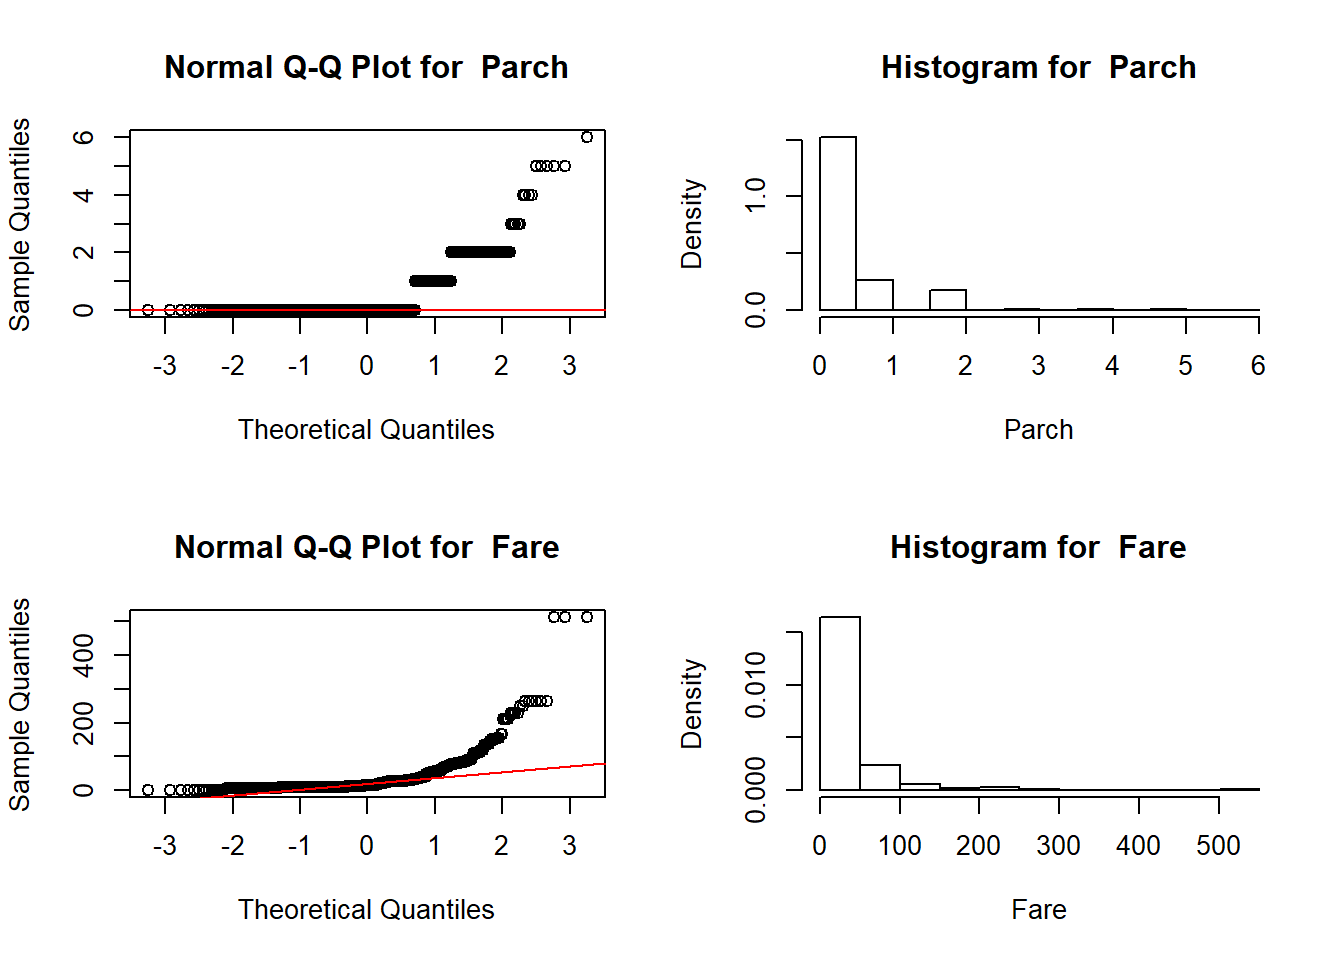 Normal Q-Q Plot for  Parch
Sample Quantiles
0 2 4 6
-3 -2 -1 0 1 2 3
Theoretical Quantiles
Histogram for  Parch
Density
0.0 1.0
0 1 2 3 4 5 6
Parch
Normal Q-Q Plot for  Fare
Sample Quantiles
0 200 400
-3 -2 -1 0 1 2 3
Theoretical Quantiles
Histogram for  Fare
Density
0.000 0.010
0 100 200 300 400 500
Fare